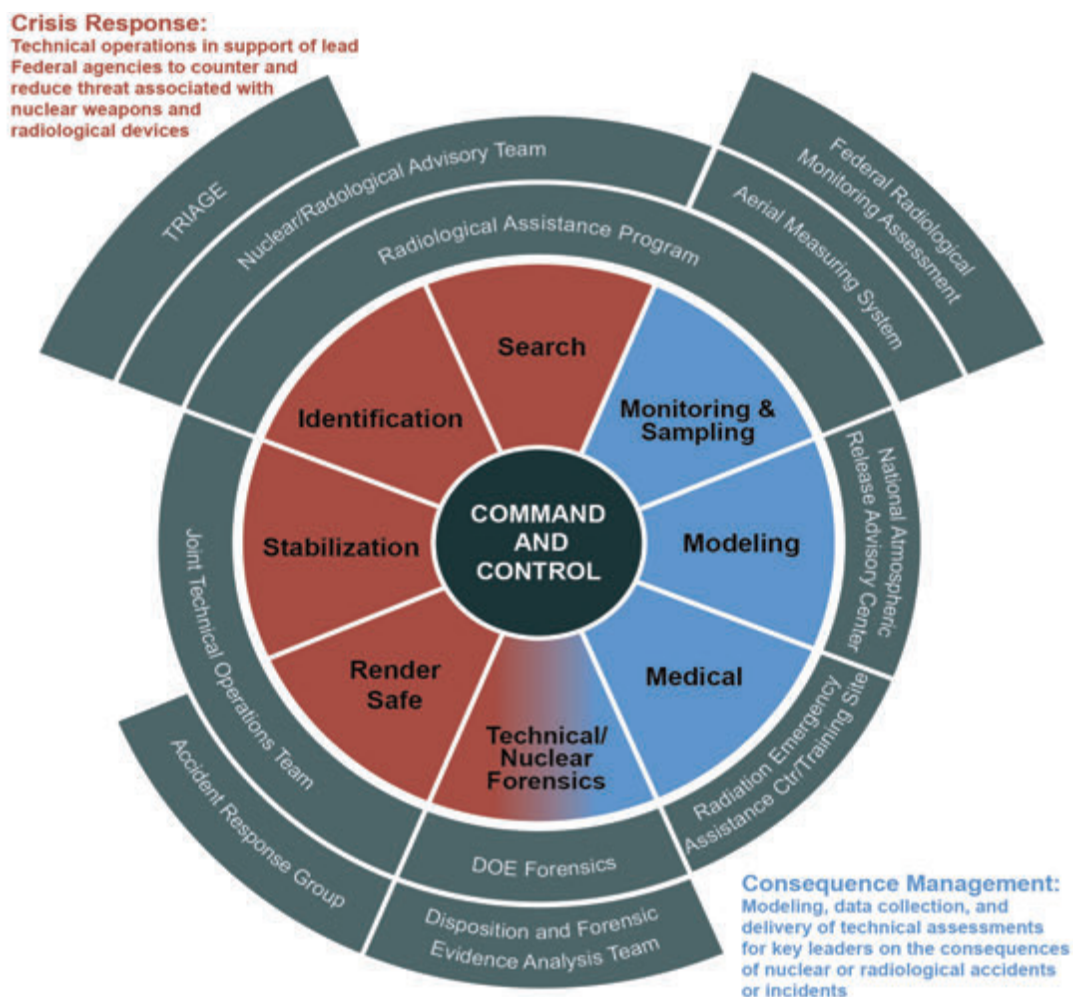 Crisis Response:
Technical operations in support of lead
Federal agencies to counter and
reduce threat associated with
nuclear weapons and
radiological devices
TRIAGE
Nuclear/Radological Advisory Team
Radiological Assistance Program
Federal Radiological
Monitoring Assessment
Aerial Measuring System
Search
Identification
Monitoring &
Sampling
Stabilization
COMMAND
AND
CONTROL
Modeling
National Atmospheric
Release Advisory Center
Render
Safe
Technical/
Nuclear
Forensics
Medical
Joint Technical Operations Team
Accident Response Group
DOE Forensics
Disposition and Forensic
Evidence Analysis Team
Radiation Emergency
Assistance Ctr/Training Site
Consequence Management:
Modeling, data collection, and
delivery of technical assessments
for key leaders on the consequences
of nuclear or radiological accidents
or incidents